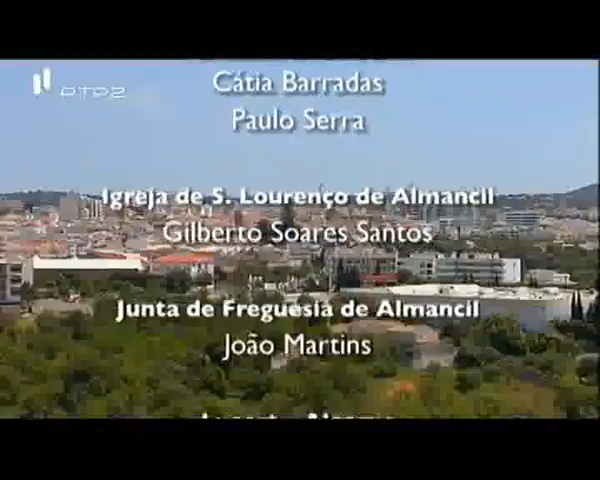 RTP2
Cátia Barradas
Paulo Serra
Igreja de S. Lourenço de Almancil
Gilberto Soares Santos
Junta de Freguesia de Almancil
João Martins